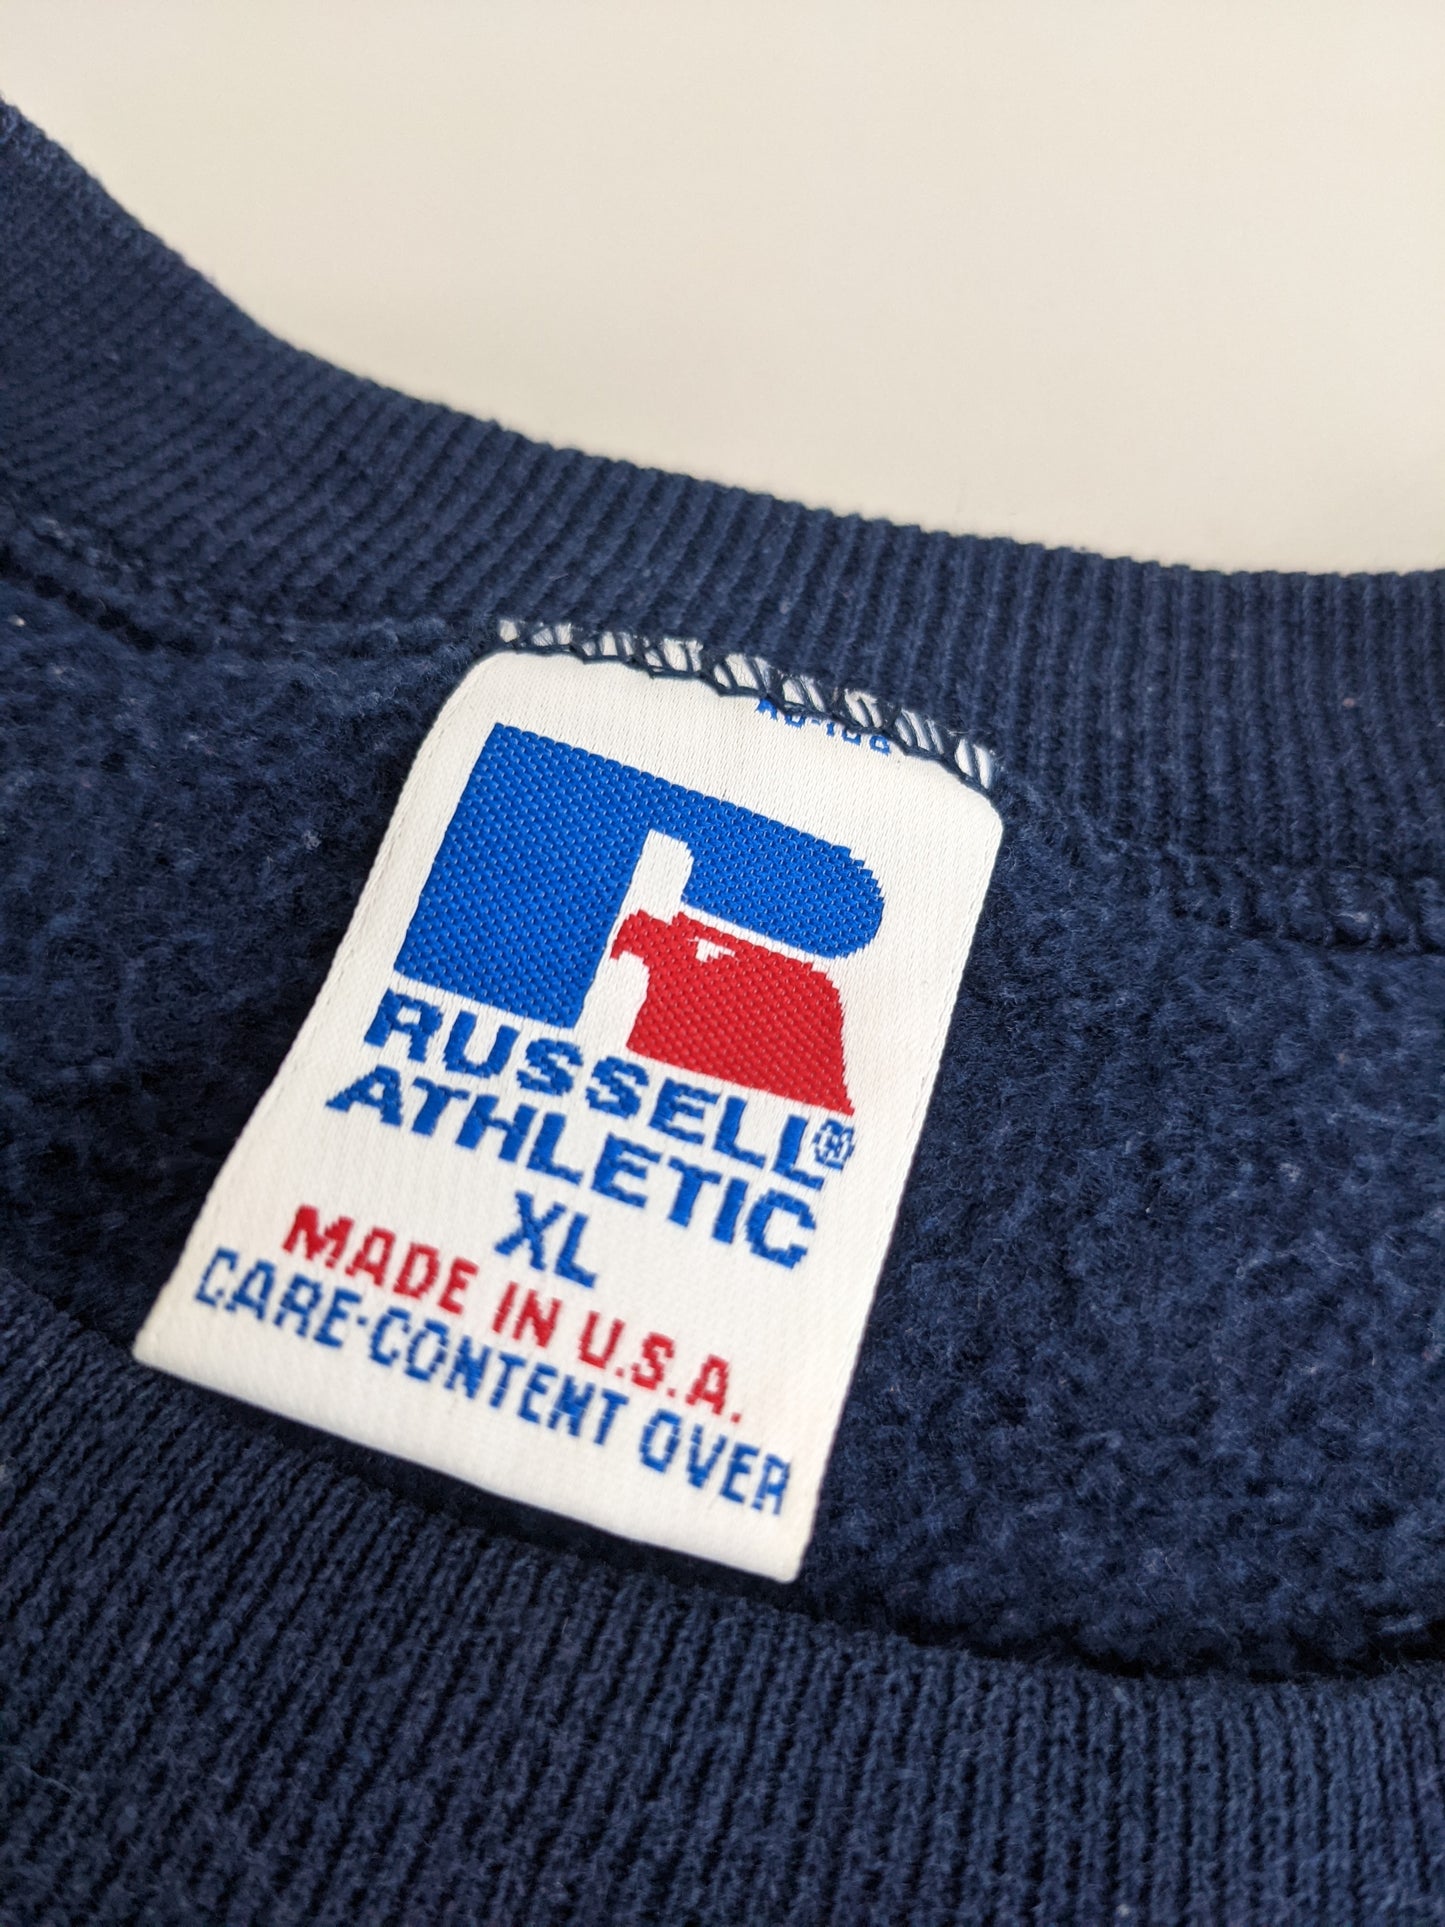 RUSSELL®
ATHLETIC
XL
MADE IN U.S.A.
CARE-CONTENT OVER